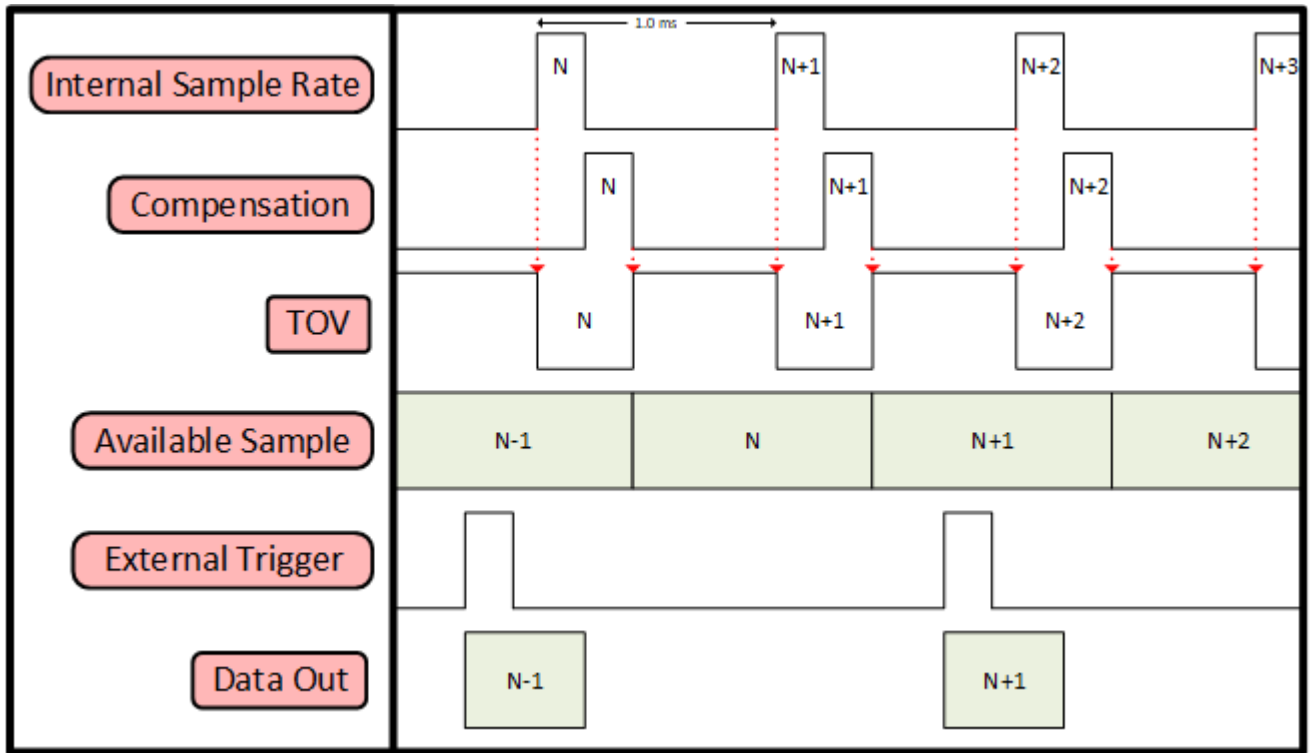 1.0 ms
Internal Sample Rate
N
N+1
N+2
N+3
Compensation
N
N+1
N+2
TOV
N
N+1
N+2
Available Sample
N-1
N
N+1
N+2
External Trigger
Data Out
N-1
N+1